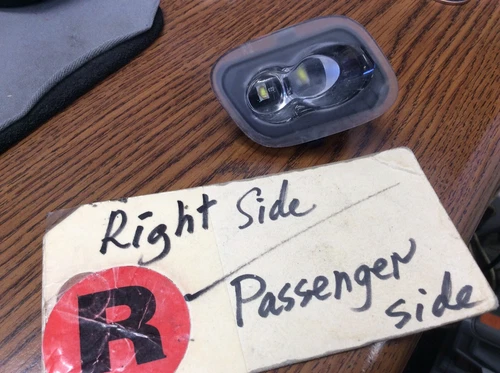 Right Side
R
Passenger
side